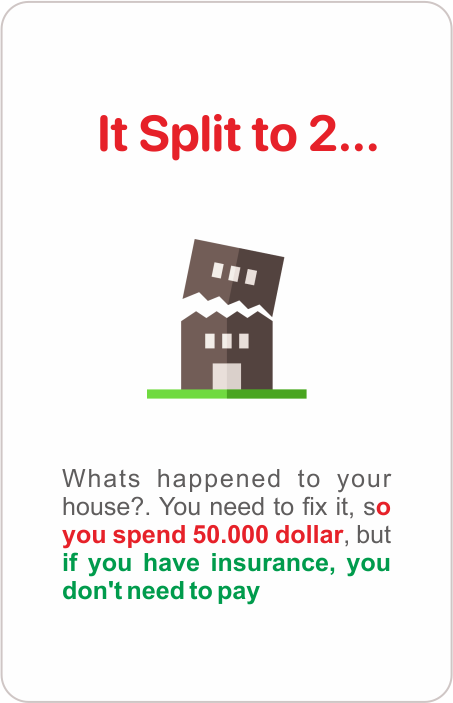 It Split to 2...
Whats happened to your
house?. You need to fix it, so
you spend 50.000 dollar, but
if you have insurance, you
don't need to pay